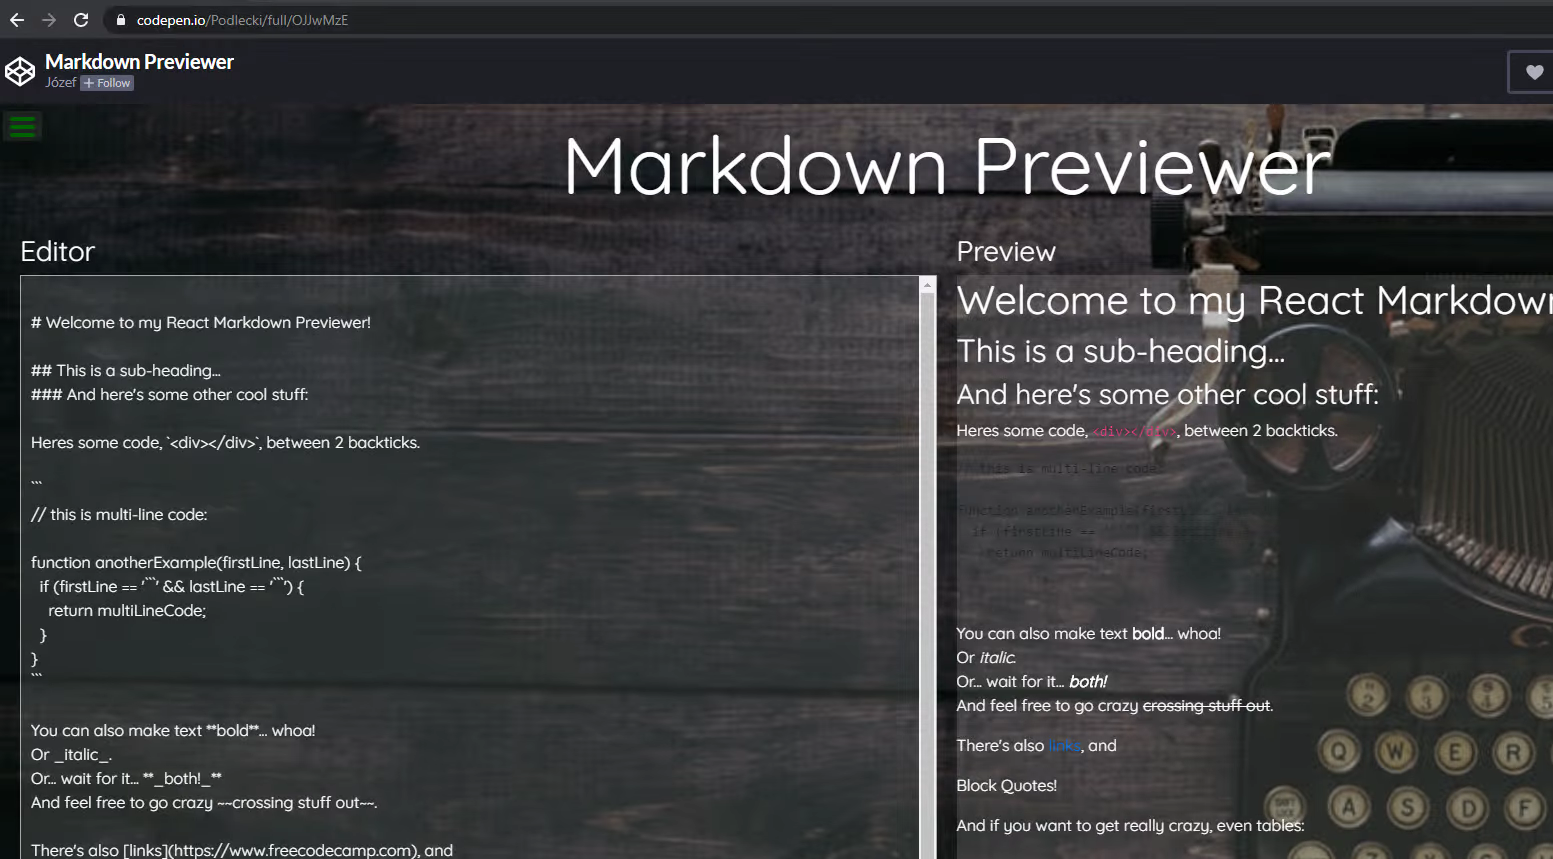 codepen.io/Podlecki/full/OJJwMzE
Markdown Previewer
Józef + Follow
Markdown Previewer
Editor
# Welcome to my React Markdown Previewer!
## This is a sub-heading...
### And here's some other cool stuff:
Heres some code, `<div></div>`, between 2 backticks.
```
// this is multi-line code:
function anotherExample(firstLine, lastLine) {
if (firstLine == '```' && lastLine == '```') {
return multiLineCode;
}
}
```
You can also make text **bold**... whoa!
Or _italic_.
Or... wait for it... **_both!_**
And feel free to go crazy ~~crossing stuff out~~.
There's also [links](https://www.freecodecamp.com), and
Preview
Welcome to my React Markdown
This is a sub-heading...
And here's some other cool stuff:
Heres some code, <div></div>, between 2 backticks.
// this is multi-line code:
function anotherExample(firstLine
if (firstLine == '```' && lastLine
return multiLineCode;
You can also make text bold... whoa!
Or italic.
Or... wait for it... both!
And feel free to go crazy crossing stuff out.
There's also links, and
Block Quotes!
And if you want to get really crazy, even tables:
2 3 4 5
Q W E R
A S D F